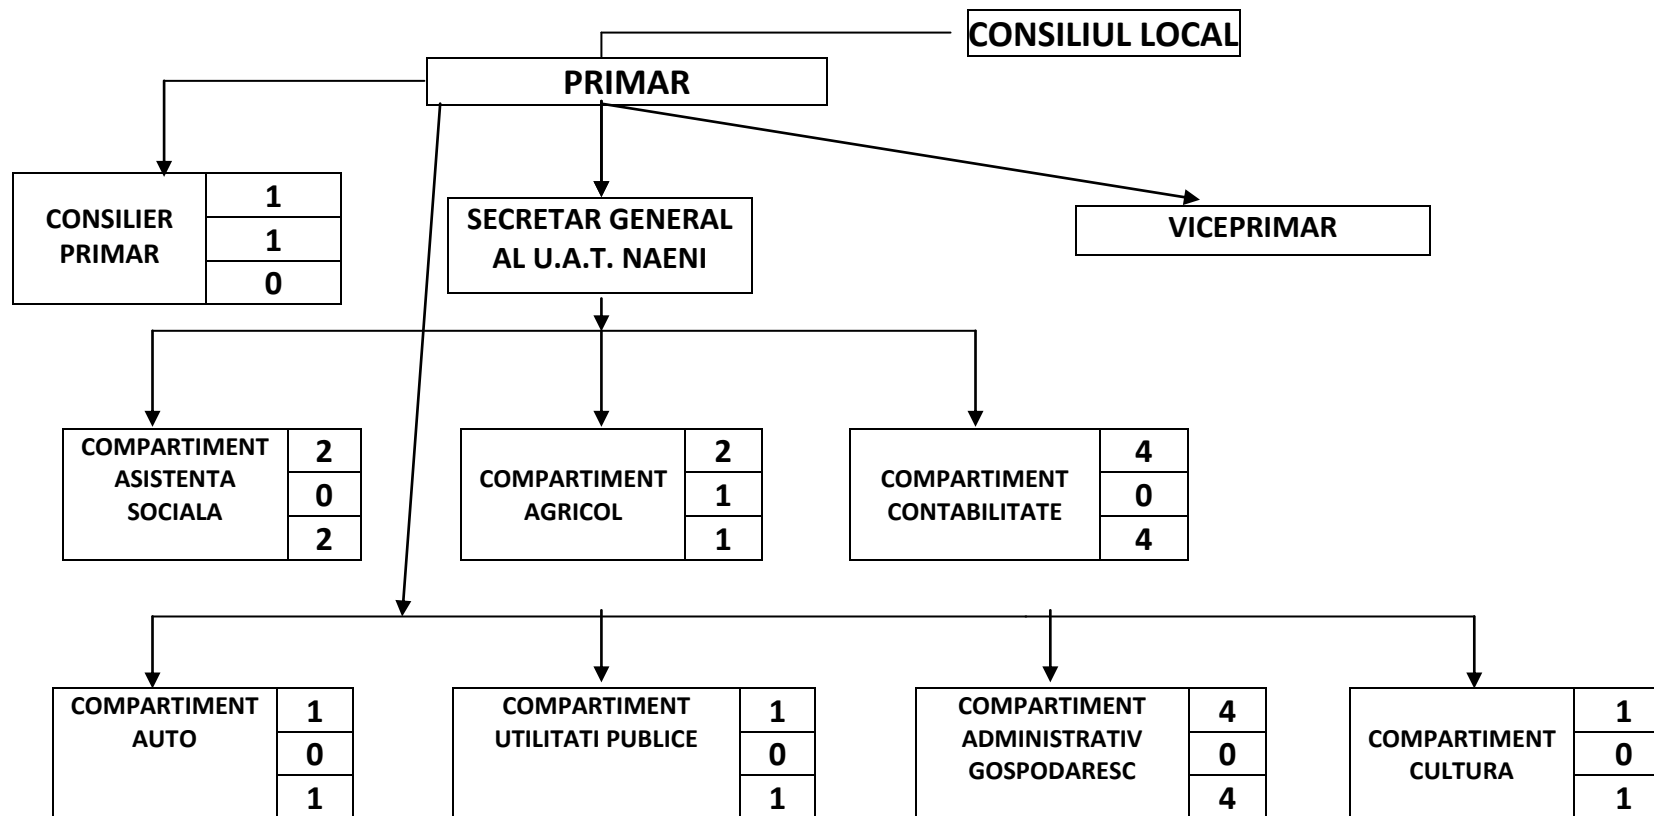 CONSILIUL LOCAL
PRIMAR
CONSILIER
PRIMAR
1
1
0
SECRETAR GENERAL
AL U.A.T. NAENI
VICEPRIMAR
COMPARTIMENT
ASISTENTA
SOCIALA
2
0
2
COMPARTIMENT
AGRICOL
2
1
1
COMPARTIMENT
CONTABILITATE
4
0
4
COMPARTIMENT
AUTO
1
0
1
COMPARTIMENT
UTILITATI PUBLICE
1
0
1
COMPARTIMENT
ADMINISTRATIV
GOSPODARESC
4
0
4
COMPARTIMENT
CULTURA
1
0
1